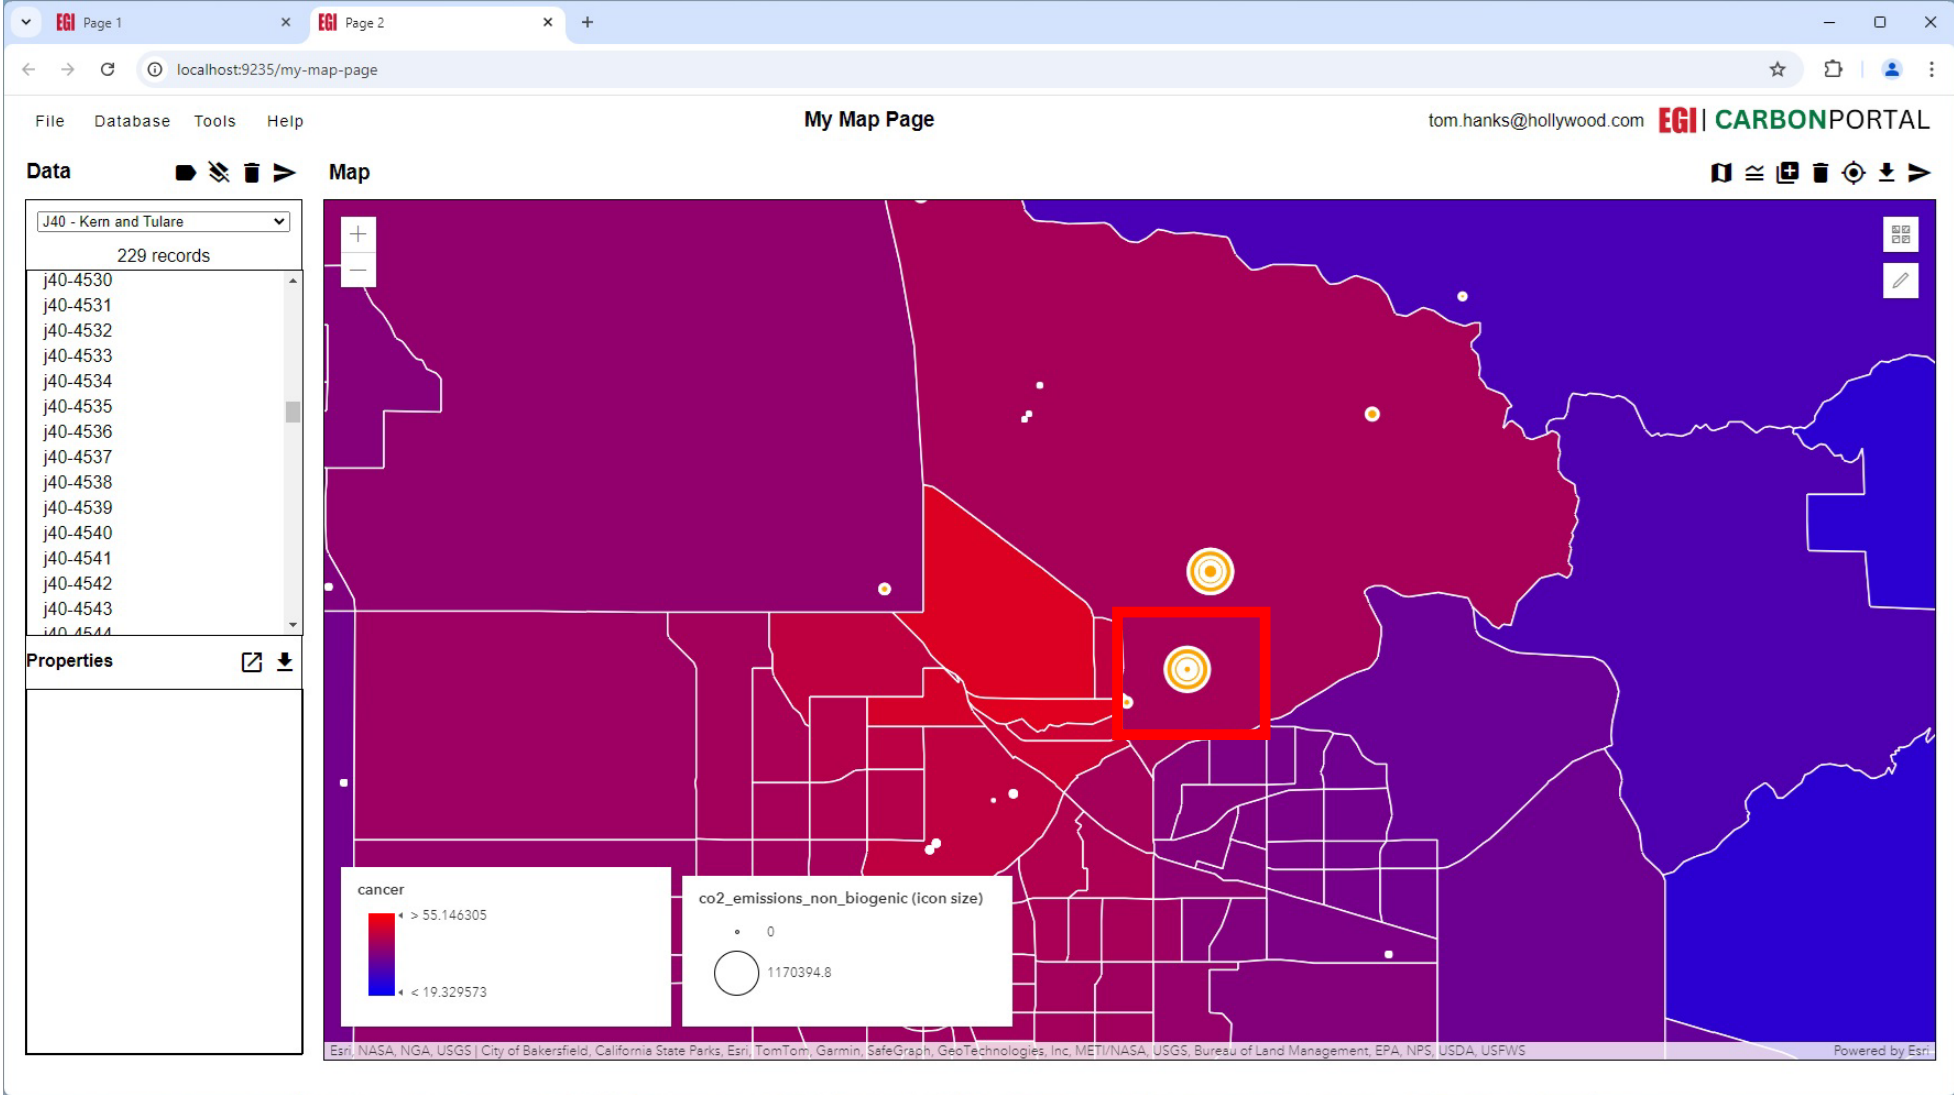 EGI Page 1
EGI Page 2
localhost:9235/my-map-page
File Database Tools Help
My Map Page
tom.hanks@hollywood.com
EGI | CARBONPORTAL
Data
Map
J40 - Kern and Tulare
229 records
j40-4530
j40-4531
j40-4532
j40-4533
j40-4534
j40-4535
j40-4536
j40-4537
j40-4538
j40-4539
j40-4540
j40-4541
j40-4542
j40-4543
j40-4544
Properties
cancer
> 55.146305
< 19.329573
co2_emissions_non_biogenic (icon size)
0
1170394.8
Esri, NASA, NGA, USGS | City of Bakersfield, California State Parks, Esri, TomTom, Garmin, SafeGraph, GeoTechnologies, Inc, METI/NASA, USGS, Bureau of Land Management, EPA, NPS, USDA, USFWS
Powered by Esri